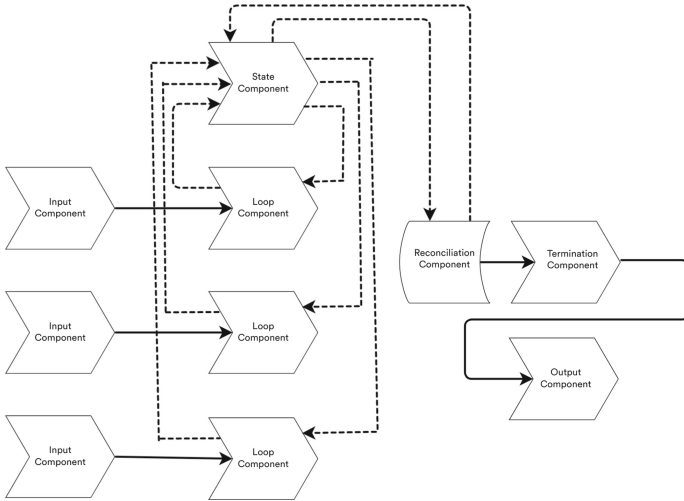 State
Component
Input
Component
Loop
Component
Reconciliation
Component
Termination
Component
Input
Component
Loop
Component
Output
Component
Input
Component
Loop
Component